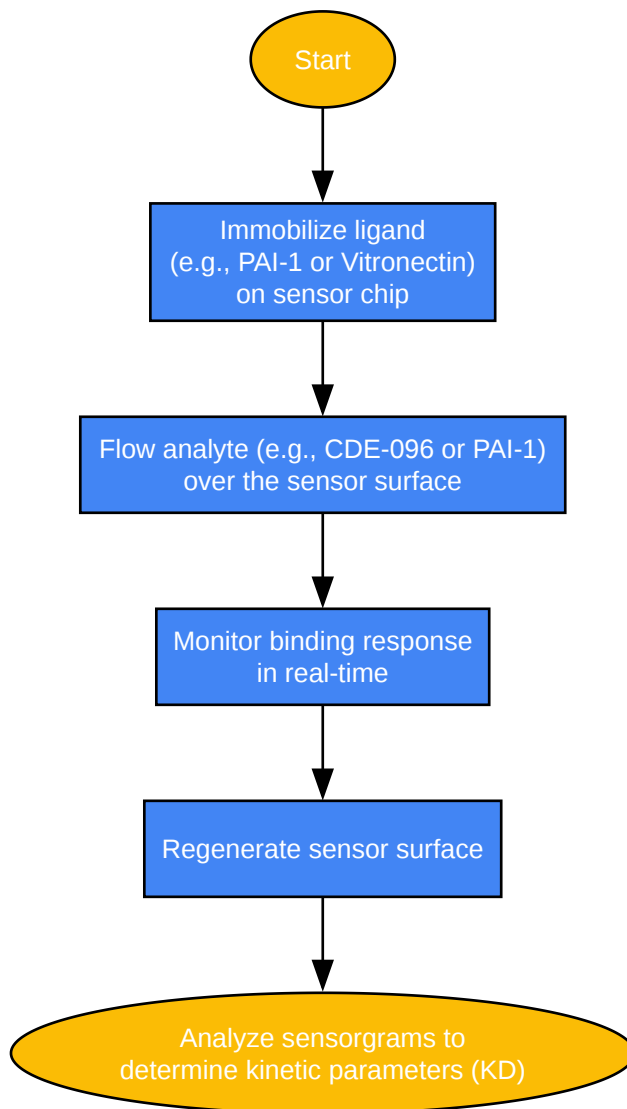 Start
Immobilize ligand
(e.g., PAI-1 or Vitronectin)
on sensor chip
Flow analyte (e.g., CDE-096 or PAI-1)
over the sensor surface
Monitor binding response
in real-time
Regenerate sensor surface
Analyze sensorgrams to
determine kinetic parameters (KD)